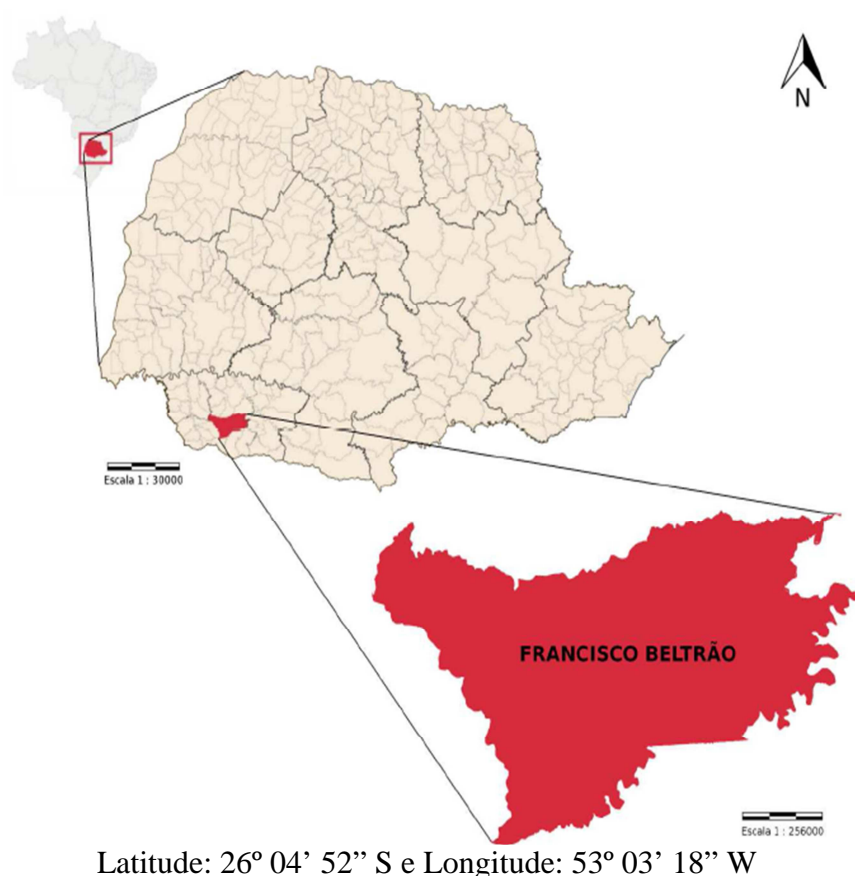 N
Escala 1 : 30000
FRANCISCO BELTRÃO
Escala 1 : 256000
Latitude: 26º 04’ 52” S e Longitude: 53º 03’ 18” W